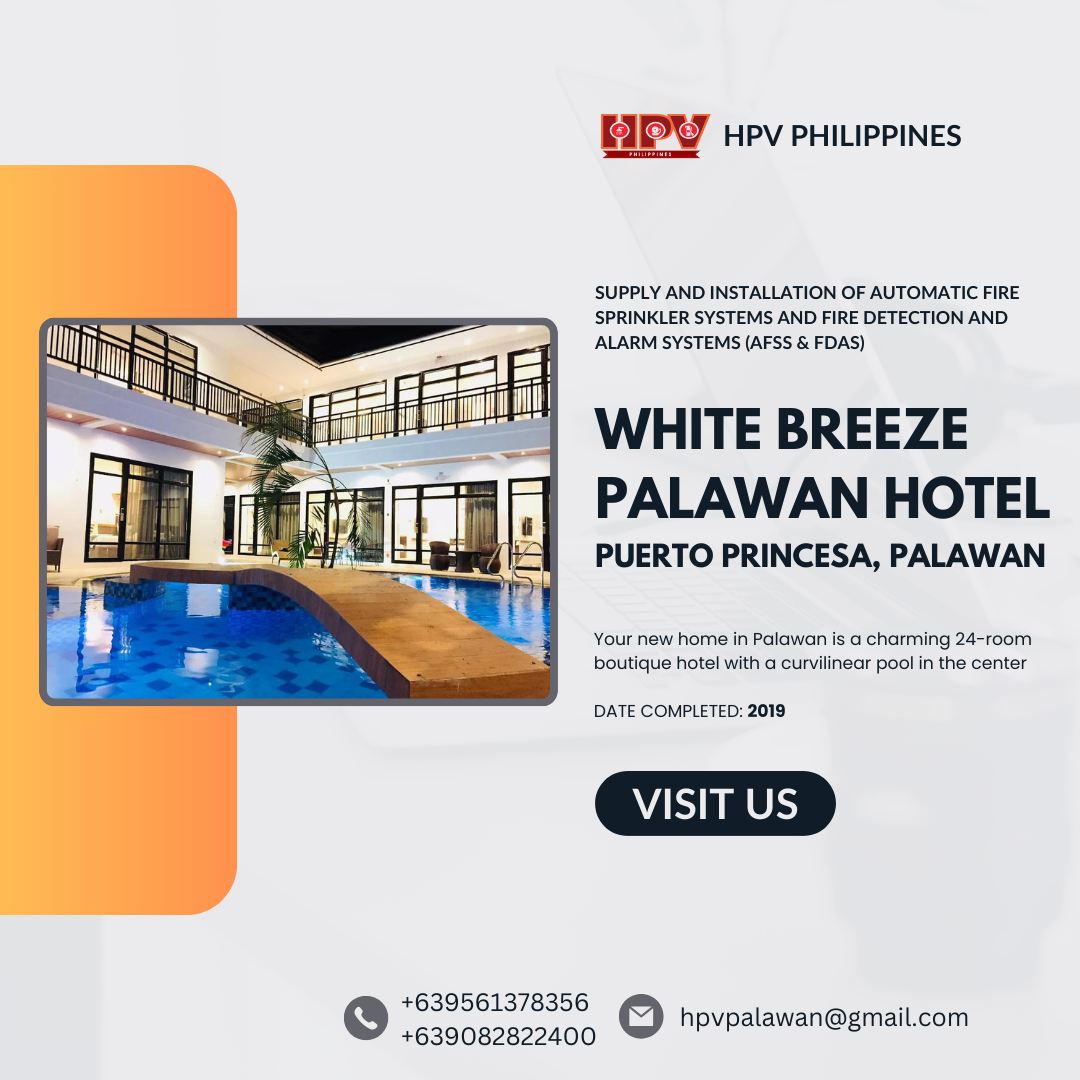 HPV
PHILIPPINES
HPV PHILIPPINES
SUPPLY AND INSTALLATION OF AUTOMATIC FIRE
SPRINKLER SYSTEMS AND FIRE DETECTION AND
ALARM SYSTEMS (AFSS & FDAS)
WHITE BREEZE
PALAWAN HOTEL
PUERTO PRINCESA, PALAWAN
Your new home in Palawan is a charming 24-room
boutique hotel with a curvilinear pool in the center
DATE COMPLETED: 2019
VISIT US
+639561378356
+639082822400
hpvpalawan@gmail.com